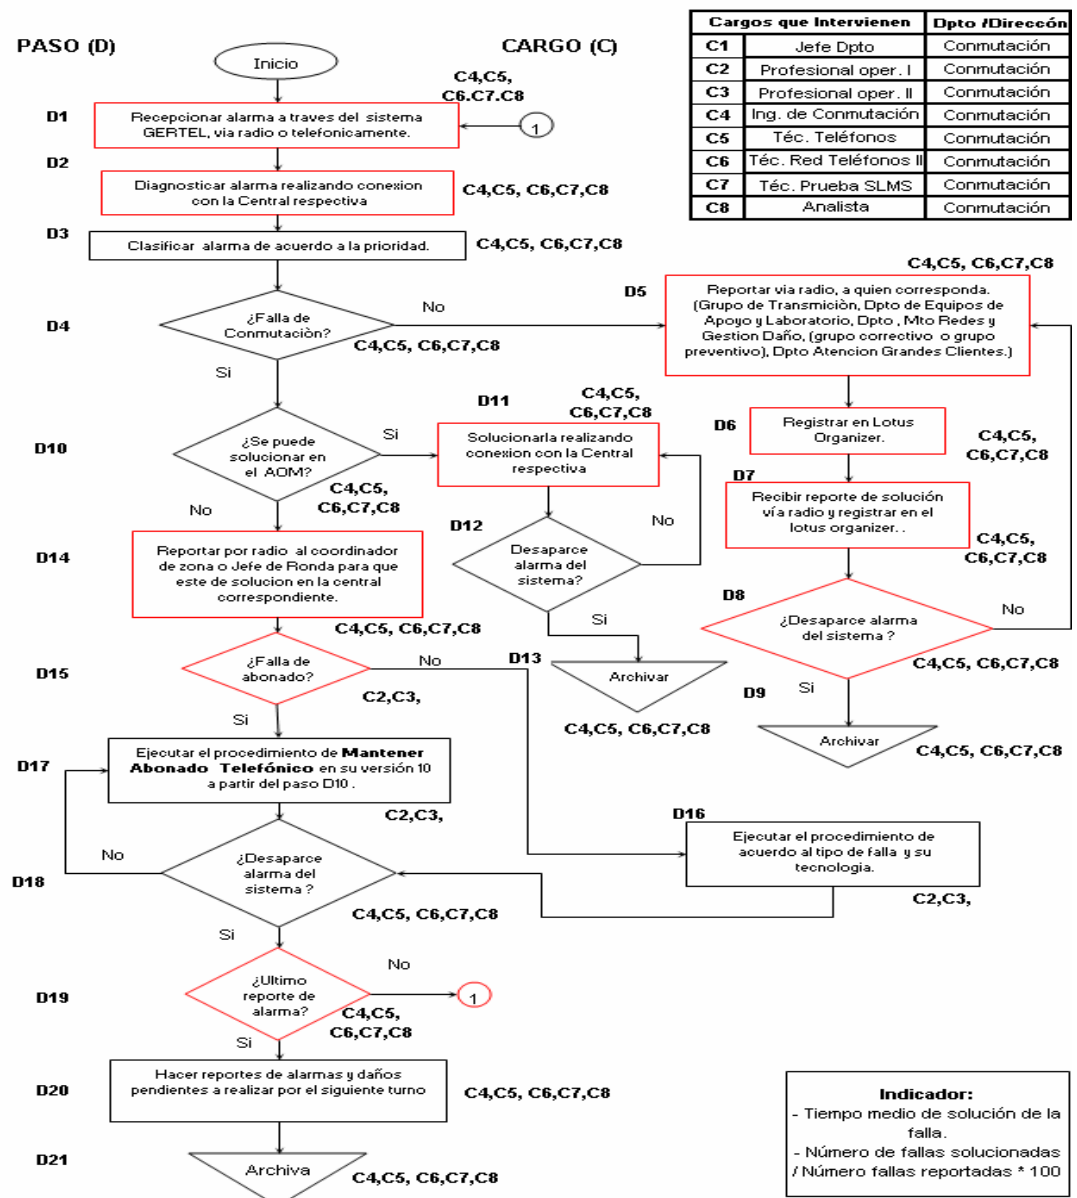 PASO (D)
CARGO (C)
Cargos que Intervienen
Dpto /Direccón
C1
Jefe Dpto
Conmutación
C2
Profesional oper. I
Conmutación
C3
Profesional oper. II
Conmutación
C4
Ing. de Conmutación
Conmutación
C5
Téc. Teléfonos
Conmutación
C6
Téc. Red Teléfonos II
Conmutación
C7
Téc. Prueba SLMS
Conmutación
C8
Analista
Conmutación
Inicio
C4,C5,
C6.C7.C8
D1
Recepcionar alarma a traves del sistema
GERTEL, via radio o telefonicamente.
1
D2
Diagnosticar alarma realizando conexion
con la Central respectiva
C4,C5, C6,C7,C8
D3
Clasificar alarma de acuerdo a la prioridad.
C4,C5, C6,C7,C8
D4
¿Falla de
Conmutaciòn?
No
C4,C5, C6,C7,C8
Si
C4,C5, C6,C7,C8
D5
Reportar via radio, a quien corresponda.
(Grupo de Transmiciòn, Dpto de Equipos de
Apoyo y Laboratorio, Dpto , Mto Redes y
Gestion Daño, (grupo correctivo o grupo
preventivo), Dpto Atencion Grandes Clientes.)
D6
Registrar en Lotus
Organizer.
C4,C5,
C6,C7,C8
D7
Recibir reporte de solución
vía radio y registrar en el
lotus organizer. .
C4,C5,
C6,C7,C8
D8
¿Desaparce alarma
del sistema ?
No
C4,C5, C6,C7,C8
D9
Si
Archivar
C4,C5, C6,C7,C8
D10
¿Se puede
solucionar en
el AOM?
Si
C4,C5,
C6,C7,C8
No
D11
C4,C5,
C6,C7,C8
Solucionarla realizando
conexion con la Central
respectiva
D12
Desaparce
alarma del
sistema?
No
Si
D13
Archivar
C4,C5, C6,C7,C8
D14
Reportar por radio al coordinador
de zona o Jefe de Ronda para que
este de solucion en la central
correspondiente.
C4,C5, C6,C7,C8
D15
¿Falla de
abonado?
No
C2,C3,
Si
D17
Ejecutar el procedimiento de Mantener
Abonado Telefónico en su versión 10
a partir del paso D10 .
C2,C3,
D16
Ejecutar el procedimiento de
acuerdo al tipo de falla y su
tecnologia.
C2,C3,
D18
No
¿Desaparce
alarma del
sistema ?
C4,C5, C6,C7,C8
Si
D19
¿Ultimo
reporte de
alarma?
No
1
C4,C5,
C6,C7,C8
Si
D20
Hacer reportes de alarmas y daños
pendientes a realizar por el siguiente turno
C4,C5, C6,C7,C8
D21
Archiva
C4,C5, C6,C7,C8
Indicador:
- Tiempo medio de solución de la
falla.
- Número de fallas solucionadas
/ Número fallas reportadas * 100